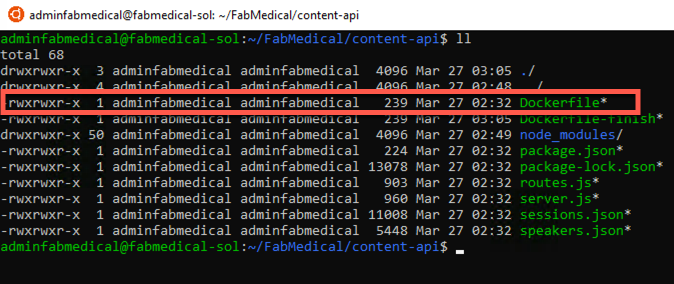 adminfabmedical@fabmedical-sol: ~/FabMedical/content-api
adminfabmedical@fabmedical-sol:~/FabMedical/content-api$ ll
total 68
drwxrwxr-x 3 adminfabmedical adminfabmedical 4096 Mar 27 03:05 ./
drwxrwxr-x 4 adminfabmedical adminfabmedical 4096 Mar 27 02:48 ../
-rwxrwxr-x 1 adminfabmedical adminfabmedical 239 Mar 27 02:32 Dockerfile*
-rwxrwxr-x 1 adminfabmedical adminfabmedical 239 Mar 27 03:05 Dockerfile-finish*
drwxrwxr-x 50 adminfabmedical adminfabmedical 4096 Mar 27 02:49 node_modules/
-rwxrwxr-x 1 adminfabmedical adminfabmedical 224 Mar 27 02:32 package.json*
-rwxrwxr-x 1 adminfabmedical adminfabmedical 13078 Mar 27 02:32 package-lock.json*
-rwxrwxr-x 1 adminfabmedical adminfabmedical 903 Mar 27 02:32 routes.js*
-rwxrwxr-x 1 adminfabmedical adminfabmedical 960 Mar 27 02:32 server.js*
-rwxrwxr-x 1 adminfabmedical adminfabmedical 11008 Mar 27 02:32 sessions.json*
-rwxrwxr-x 1 adminfabmedical adminfabmedical 5448 Mar 27 02:32 speakers.json*
adminfabmedical@fabmedical-sol:~/FabMedical/content-api$